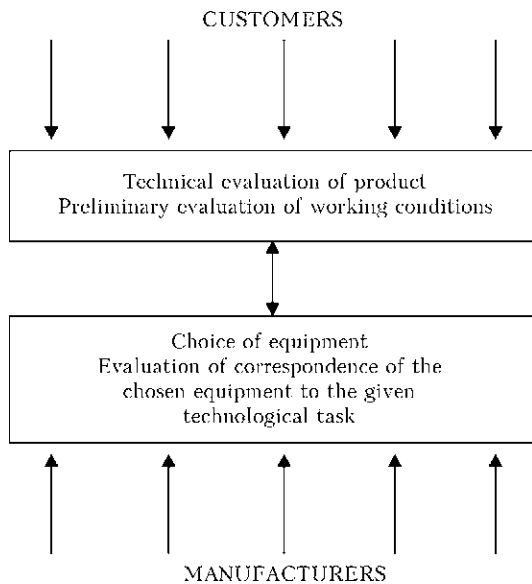 CUSTOMERS
Technical evaluation of product
Preliminary evaluation of working conditions
Choice of equipment
Evaluation of correspondence of the
chosen equipment to the given
technological task
MANUFACTURERS